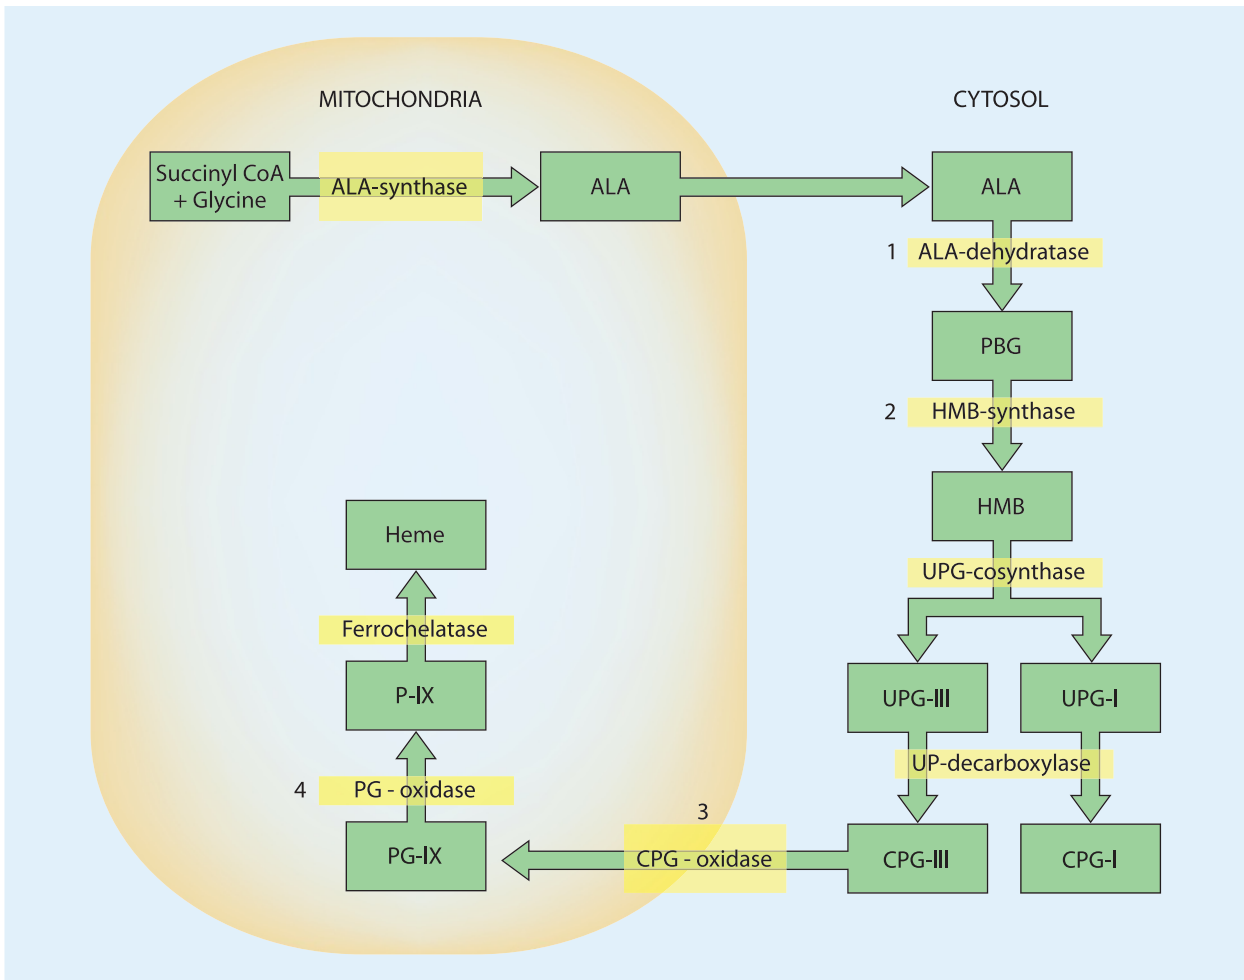 MITOCHONDRIA
CYTOSOL
Succinyl CoA
+ Glycine
ALA-synthase
ALA
ALA
1 ALA-dehydratase
PBG
2 HMB-synthase
HMB
UPG-cosynthase
Heme
Ferrochelatase
P-IX
UPG-III
UPG-I
UP-decarboxylase
4 PG - oxidase
3
CPG - oxidase
PG-IX
CPG-III
CPG-I